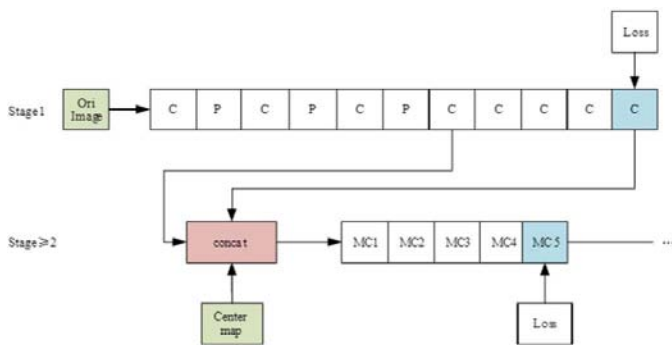 Loss
Stage1
Ori
Image
C P C P C P C C C C C
Stage≥2
concat
MC1 MC2 MC3 MC4 MC5
...
Center
map
Loss